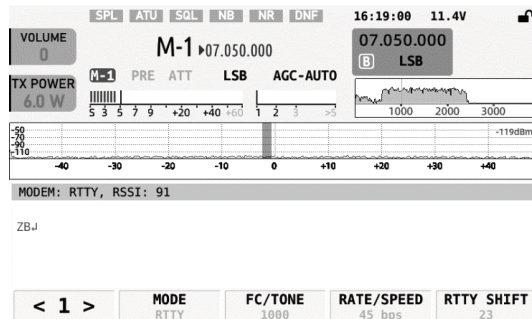 SPL ATU SQL NB NR DNF 16:19:00 11.4V
VOLUME
0
M-1 ▸07.050.000
07.050.000
B LSB
TX POWER
6.0 W
M-1 PRE ATT LSB AGC-AUTO
S 3 5 7 9 +20 +40 +60 1 2 3 >5
1000 2000 3000
-50
-70
-90
-110
-119dBm
-40 -30 -20 -10 0 +10 +20 +30 +40
MODEM: RTTY, RSSI: 91
ZB↲
< 1 >
MODE
RTTY
FC/TONE
1000
RATE/SPEED
45 bps
RTTY SHIFT
23